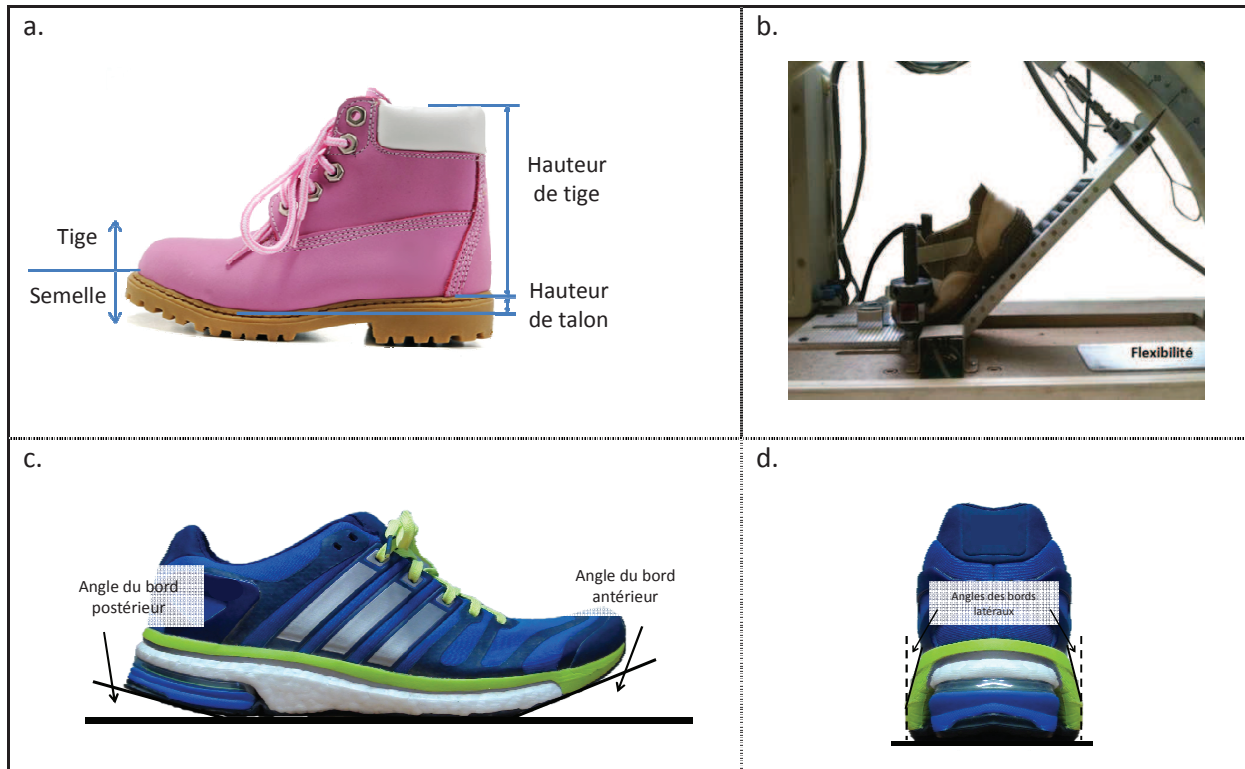 a.
Hauteur
de tige
Tige
Semelle
Hauteur
de talon
b.
Flexibilité
c.
Angle du bord
postérieur
Angle du bord
antérieur
d.
Angles des bords
latéraux